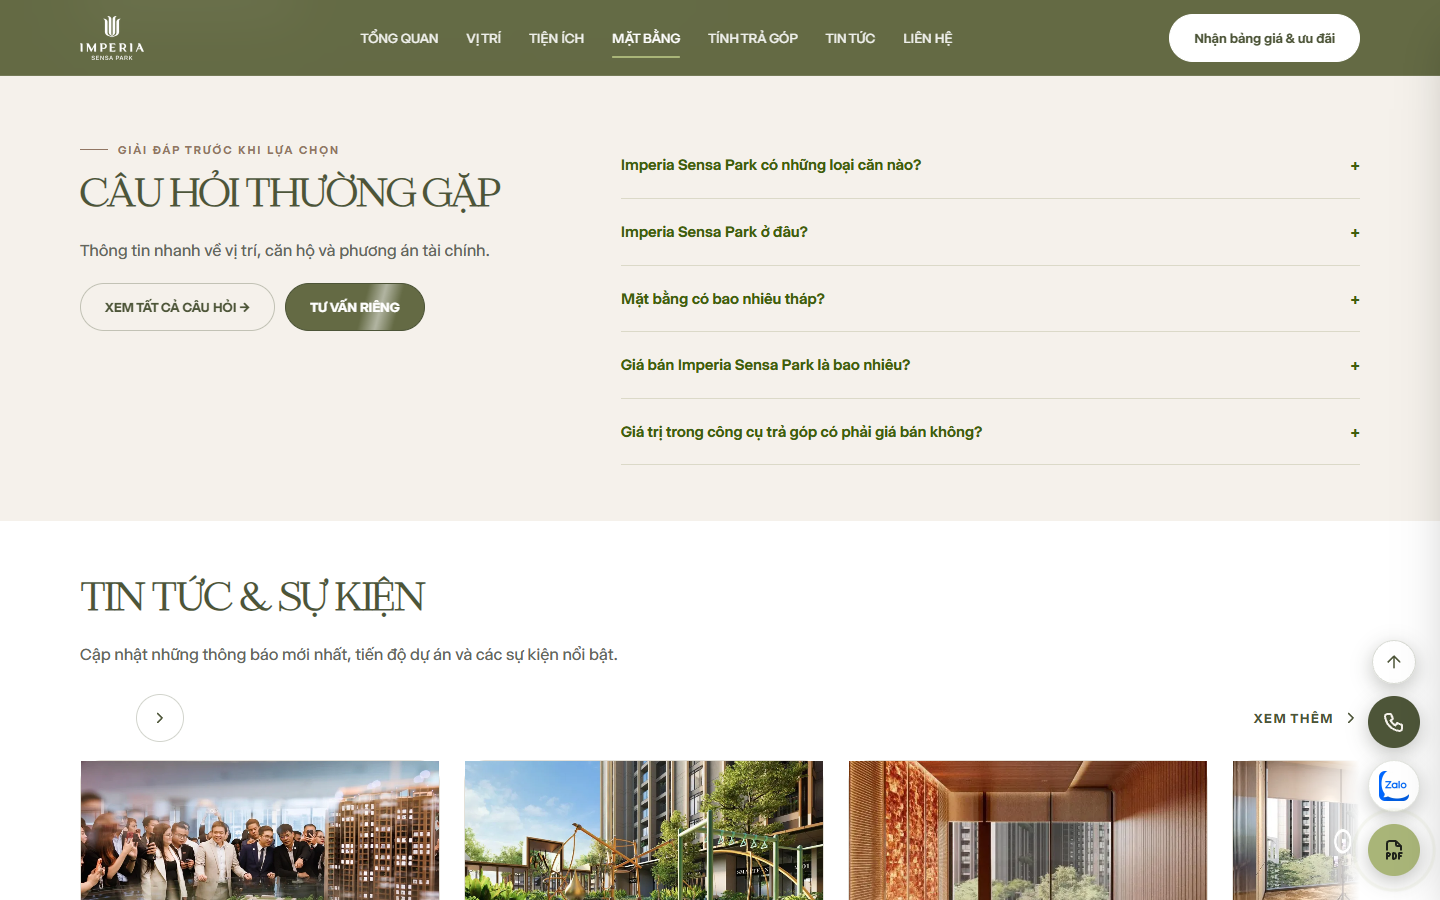 IMPERIA
SENSA PARK
TỔNG QUAN
VỊ TRÍ
TIỆN ÍCH
MẶT BẰNG
TÍNH TRẢ GÓP
TIN TỨC
LIÊN HỆ
Nhận bảng giá & ưu đãi
GIẢI ĐÁP TRƯỚC KHI LỰA CHỌN
CÂU HỎI THƯỜNG GẶP
Thông tin nhanh về vị trí, căn hộ và phương án tài chính.
XEM TẤT CẢ CÂU HỎI →
TƯ VẤN RIÊNG
Imperia Sensa Park có những loại căn nào? +
Imperia Sensa Park ở đâu? +
Mặt bằng có bao nhiêu tháp? +
Giá bán Imperia Sensa Park là bao nhiêu? +
Giá trị trong công cụ trả góp có phải giá bán không? +
TIN TỨC & SỰ KIỆN
Cập nhật những thông báo mới nhất, tiến độ dự án và các sự kiện nổi bật.
XEM THÊM
Zalo
PDF